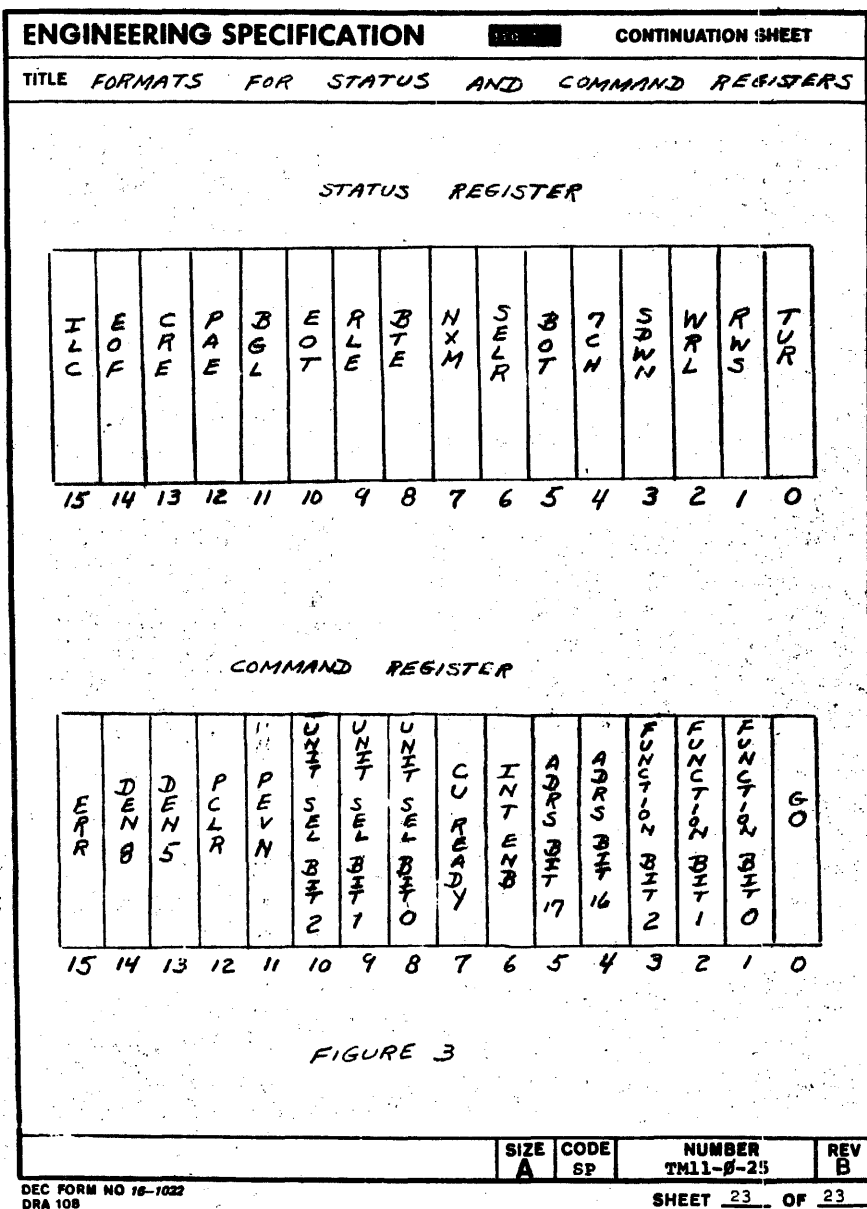 ENGINEERING SPECIFICATION CONTINUATION SHEET
TITLE FORMATS FOR STATUS AND COMMAND REGISTERS
STATUS REGISTER
ILC EOF CRE PAE BGL EOT RLE BTE NXM SELR BOT 7CH SDWN WRL RWS TUR
15 14 13 12 11 10 9 8 7 6 5 4 3 2 1 0
COMMAND REGISTER
ERR DEN 8 DEN 5 PCLR PEVN UNIT SEL BIT 2 UNIT SEL BIT 1 UNIT SEL BIT 0 CU READY INT ENB ADRS BIT 17 ADRS BIT 16 FUNCTION BIT 2 FUNCTION BIT 1 FUNCTION BIT 0 GO
15 14 13 12 11 10 9 8 7 6 5 4 3 2 1 0
FIGURE 3
SIZE CODE NUMBER REV
A SP TM11-Ø-25 B
DEC FORM NO 16-1022
DRA 108
SHEET 23 OF 23